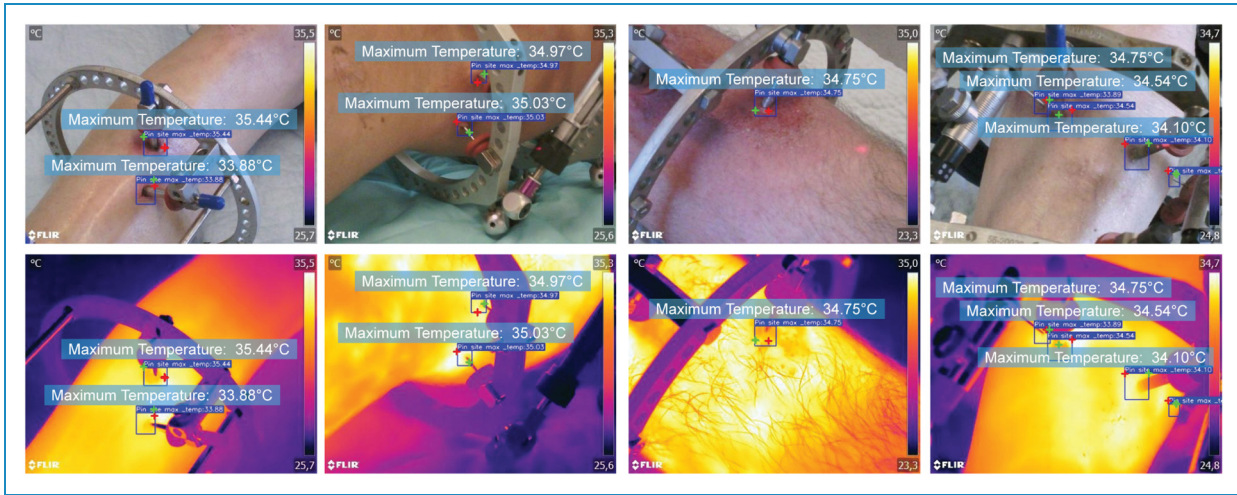 °C
35,5
Maximum Temperature: 35.44°C
Pin site max _temp:35.44
Maximum Temperature: 33.88°C
Pin site max _temp:33.88
FLIR
25,7
35,3
Maximum Temperature: 34.97°C
Pin site max _temp:34.97
Maximum Temperature: 35.03°C
Pin site max _temp:35.03
FLIR
25,6
°C
35,0
Maximum Temperature: 34.75°C
Pin site max _temp:34.75
FLIR
23,3
°C
34,7
Maximum Temperature: 34.75°C
Maximum Temperature: 34.54°C
Pin site max _temp:33.89
Pin site max _temp:34.54
Maximum Temperature: 34.10°C
Pin site max _temp:34.10
Pin site max _t
FLIR
24,8
°C
35,5
Maximum Temperature: 35.44°C
Pin site max _temp:35.44
Maximum Temperature: 33.88°C
Pin site max _temp:33.88
FLIR
25,7
°C
35,3
Maximum Temperature: 34.97°C
Pin site max _temp:34.97
Maximum Temperature: 35.03°C
Pin site max _temp:35.03
FLIR
25,6
°C
35,0
Maximum Temperature: 34.75°C
Pin site max _temp:34.75
FLIR
23,3
°C
34,7
Maximum Temperature: 34.75°C
Maximum Temperature: 34.54°C
Pin site max _temp:33.89
Pin site max _temp:34.54
Maximum Temperature: 34.10°C
Pin site max _temp:34.10
Pin site max _t
FLIR
24,8